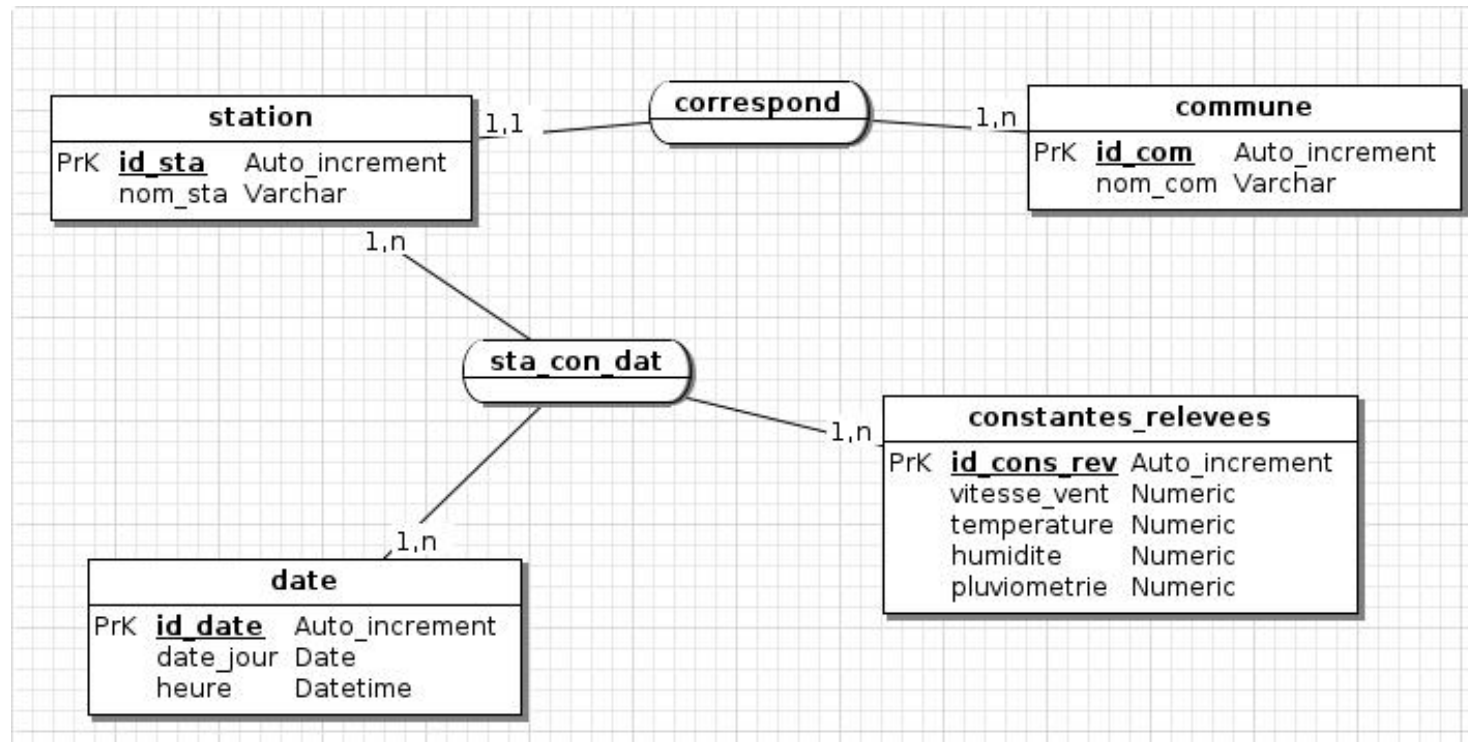 station
PrK id_sta Auto_increment
nom_sta Varchar
1,1
correspond
1,n
commune
PrK id_com Auto_increment
nom_com Varchar
1,n
sta_con_dat
1,n
constantes_relevees
PrK id_cons_rev Auto_increment
vitesse_vent Numeric
temperature Numeric
humidite Numeric
pluviometrie Numeric
1,n
date
PrK id_date Auto_increment
date_jour Date
heure Datetime